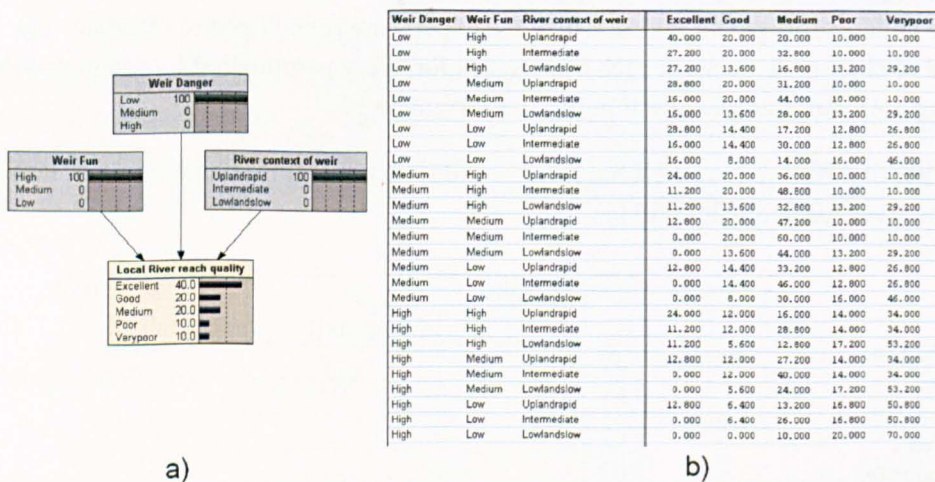 Weir Danger
Low 100
Medium 0
High 0
Weir Fun
High 100
Medium 0
Low 0
River context of weir
Uplandrapid 100
Intermediate 0
Lowlandslow 0
Local River reach quality
Excellent 40.0
Good 20.0
Medium 20.0
Poor 10.0
Verypoor 10.0
a)
Weir Danger Weir Fun River context of weir Excellent Good Medium Poor Verypoor
Low High Uplandrapid 40.000 20.000 20.000 10.000 10.000
Low High Intermediate 27.200 20.000 32.800 10.000 10.000
Low High Lowlandslow 27.200 13.600 16.800 13.200 29.200
Low Medium Uplandrapid 28.800 20.000 31.200 10.000 10.000
Low Medium Intermediate 16.000 20.000 44.000 10.000 10.000
Low Medium Lowlandslow 16.000 13.600 28.000 13.200 29.200
Low Low Uplandrapid 28.800 14.400 17.200 12.800 26.800
Low Low Intermediate 16.000 14.400 30.000 12.800 26.800
Low Low Lowlandslow 16.000 8.000 14.000 16.000 46.000
Medium High Uplandrapid 24.000 20.000 36.000 10.000 10.000
Medium High Intermediate 11.200 20.000 48.800 10.000 10.000
Medium High Lowlandslow 11.200 13.600 32.800 13.200 29.200
Medium Medium Uplandrapid 12.800 20.000 47.200 10.000 10.000
Medium Medium Intermediate 0.000 20.000 60.000 10.000 10.000
Medium Medium Lowlandslow 0.000 13.600 44.000 13.200 29.200
Medium Low Uplandrapid 12.800 14.400 33.200 12.800 26.800
Medium Low Intermediate 0.000 14.400 46.000 12.800 26.800
Medium Low Lowlandslow 0.000 8.000 30.000 16.000 46.000
High High Uplandrapid 24.000 12.000 16.000 14.000 34.000
High High Intermediate 11.200 12.000 28.800 14.000 34.000
High High Lowlandslow 11.200 5.600 12.800 17.200 53.200
High Medium Uplandrapid 12.800 12.000 27.200 14.000 34.000
High Medium Intermediate 0.000 12.000 40.000 14.000 34.000
High Medium Lowlandslow 0.000 5.600 24.000 17.200 53.200
High Low Uplandrapid 12.800 6.400 13.200 16.800 50.800
High Low Intermediate 0.000 6.400 26.000 16.800 50.800
High Low Lowlandslow 0.000 0.000 10.000 20.000 70.000
b)